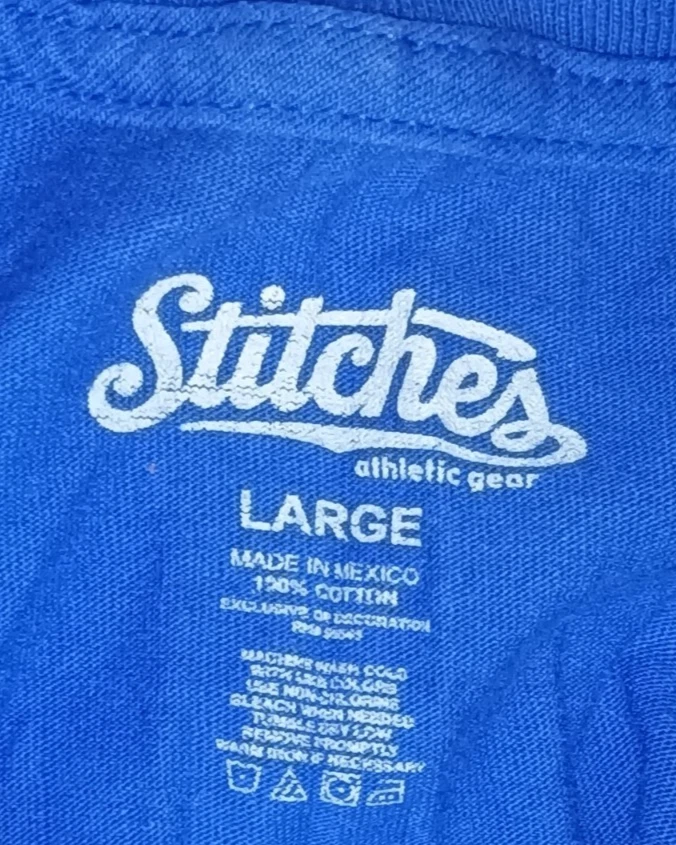 Stitches
athletic gear
LARGE
MADE IN MEXICO
100% COTTON
EXCLUSIVE OF DECORATION
MACHINE WASH COLD
WITH LIKE COLORS
USE NON-CHLORINE
BLEACH WHEN NEEDED
TUMBLE DRY LOW
REMOVE PROMPTLY
WARM IRON IF NECESSARY